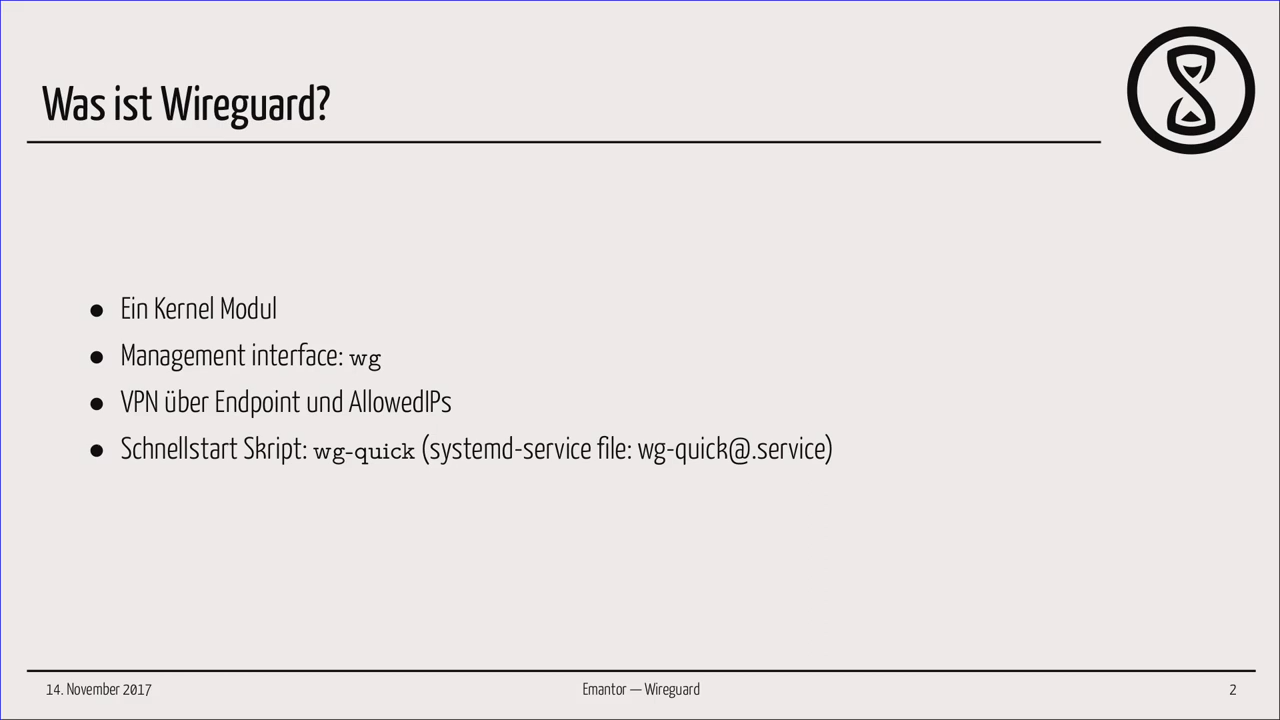 Was ist Wireguard?
● Ein Kernel Modul
● Management interface: wg
● VPN über Endpoint und AllowedIPs
● Schnellstart Skript: wg-quick (systemd-service file: wg-quick@.service)
14. November 2017
Emantor — Wireguard
2